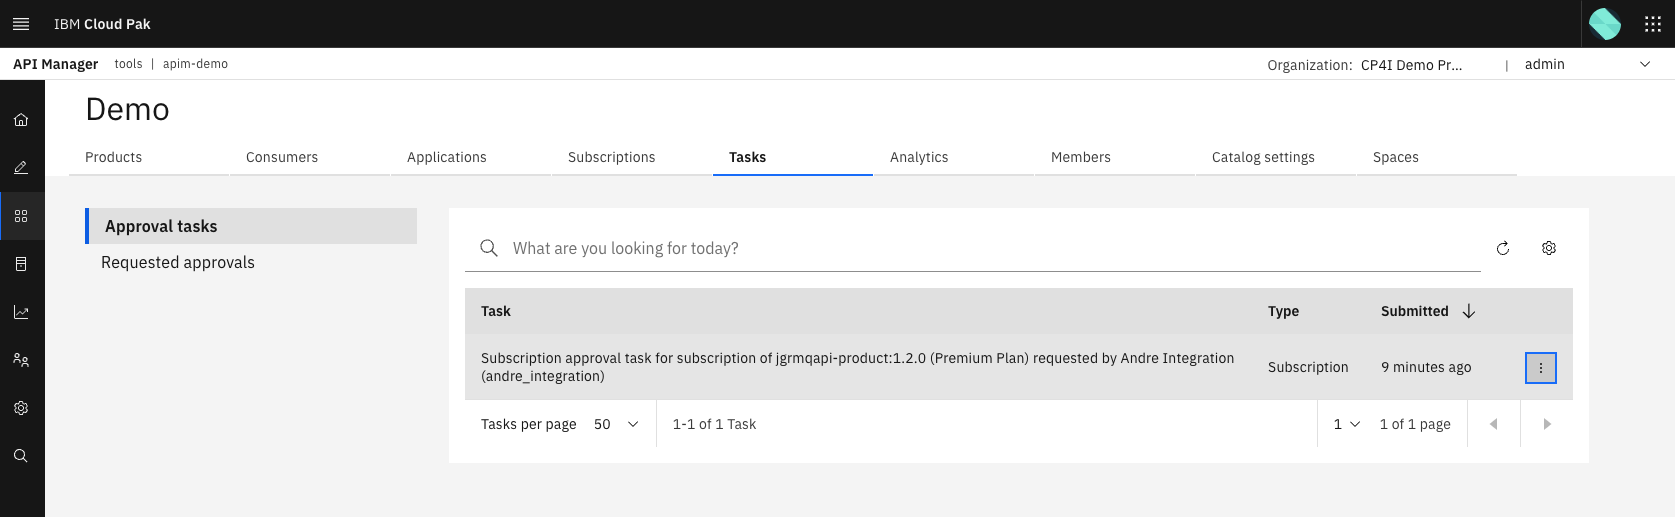 IBM Cloud Pak
API Manager tools | apim-demo Organization: CP4I Demo Pr... | admin
Demo
Products Consumers Applications Subscriptions Tasks Analytics Members Catalog settings Spaces
Approval tasks
Requested approvals
What are you looking for today?
Task Type Submitted
Subscription approval task for subscription of jgrmqapi-product:1.2.0 (Premium Plan) requested by Andre Integration
(andre_integration)
Subscription 9 minutes ago
Tasks per page 50 1-1 of 1 Task 1 1 of 1 page